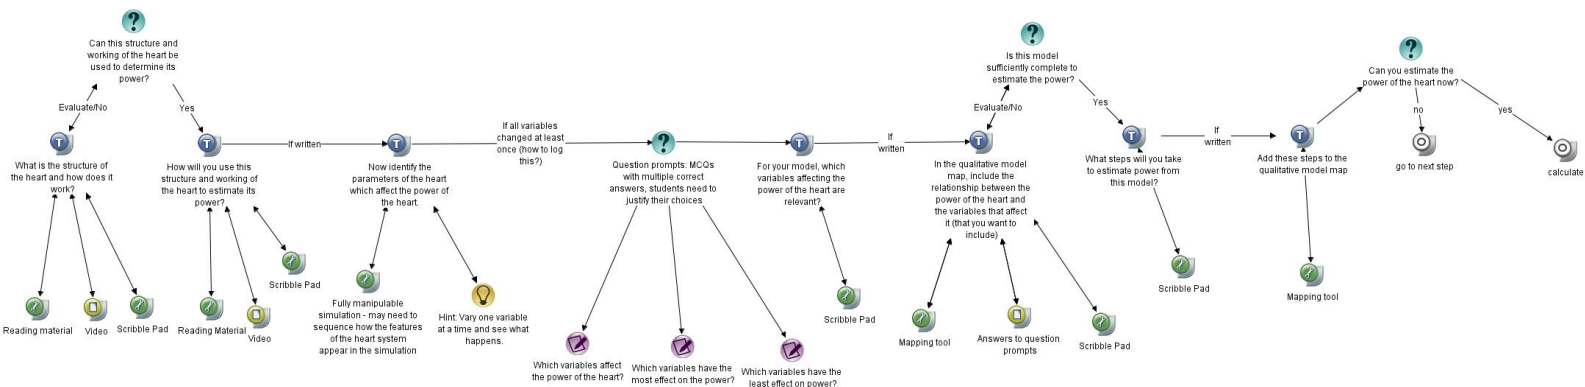 Can this structure and
working of the heart be
used to determine its
power?
Evaluate/No
Yes
What is the structure of
the heart and how does it
work?
Reading material
Video
Scribble Pad
How will you use this
structure and working of
the heart to estimate its
power?
Reading Material
Video
Scribble Pad
If written
Now identify the
parameters of the heart
which affect the power of
the heart.
Fully manipulable
simulation - may need to
sequence how the features
of the heart system
appear in the simulation
Hint: Vary one variable
at a time and see what
happens.
If all variables
changed at least
once (how to log
this?)
Question prompts: MCQs
with multiple correct
answers, students need to
justify their choices
Which variables affect
the power of the heart?
Which variables have the
most effect on the power?
Which variables have the
least effect on power?
For your model, which
variables affecting the
power of the heart are
relevant?
Scribble Pad
If
written
Is this model
sufficiently complete to
estimate the power?
Evaluate/No
Yes
In the qualitative model
map, include the
relationship between the
power of the heart and
the variables that affect
it (that you want to
include)
Mapping tool
Answers to question
prompts
Scribble Pad
What steps will you take
to estimate power from
this model?
Scribble Pad
If
written
Add these steps to the
qualitative model map
Mapping tool
Can you estimate the
power of the heart now?
no
yes
go to next step
calculate